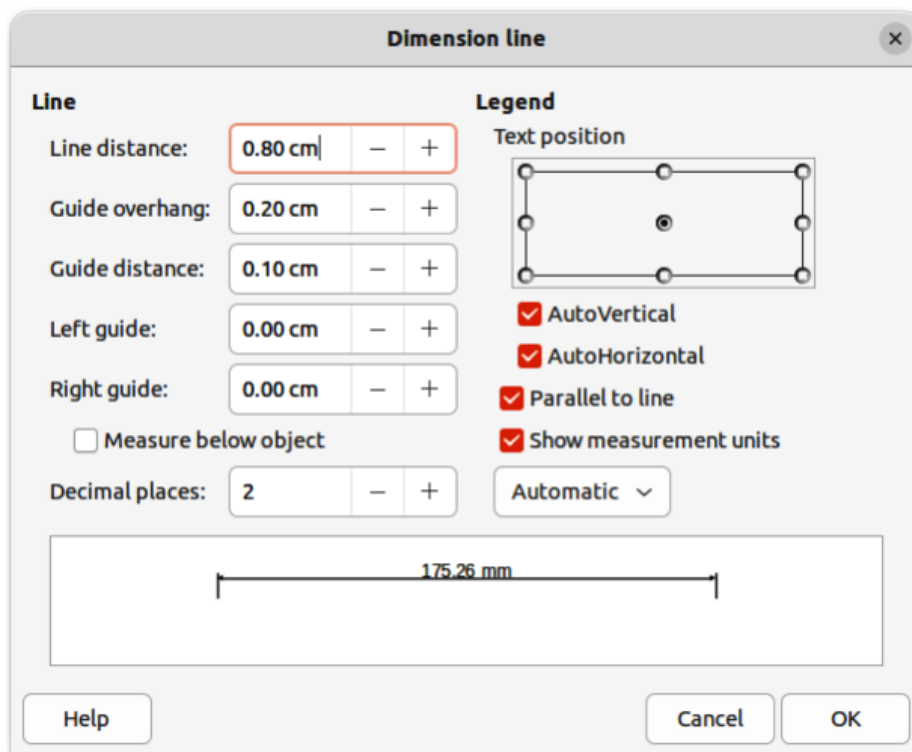 Dimension line
Line
Line distance: 0.80 cm
Guide overhang: 0.20 cm
Guide distance: 0.10 cm
Left guide: 0.00 cm
Right guide: 0.00 cm
Measure below object
Decimal places: 2
Legend
Text position
AutoVertical
AutoHorizontal
Parallel to line
Show measurement units
Automatic
175.26 mm
Help
Cancel
OK